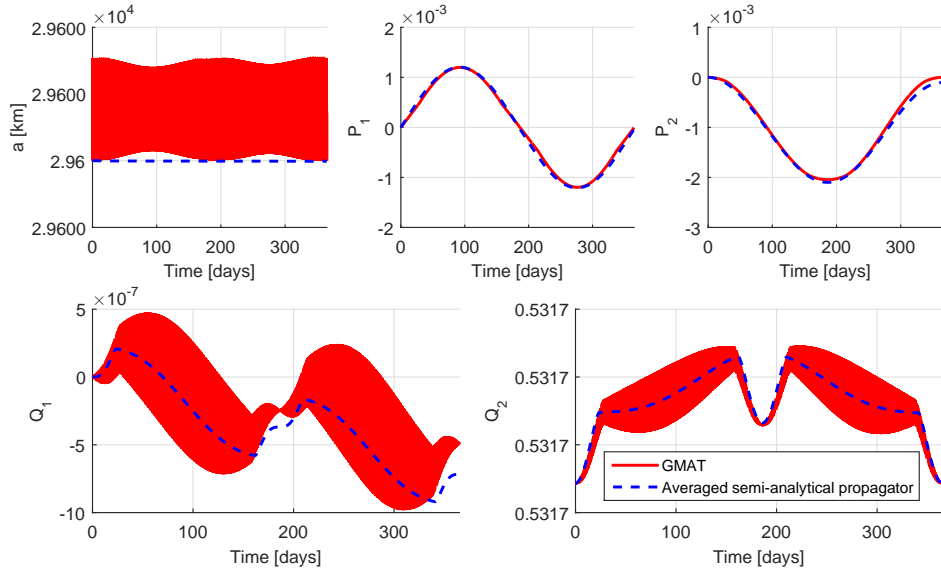 ×10⁴
2.9600
2.9600
2.96
2.9600
a [km]
0 100 200 300
Time [days]
×10⁻³
2
1
0
-1
-2
P₁
0 100 200 300
Time [days]
×10⁻³
1
0
-1
-2
-3
P₂
0 100 200 300
Time [days]
×10⁻⁷
5
0
-5
-10
Q₁
0 100 200 300
Time [days]
0.5317
0.5317
0.5317
0.5317
Q₂
GMAT
Averaged semi-analytical propagator
0 100 200 300
Time [days]